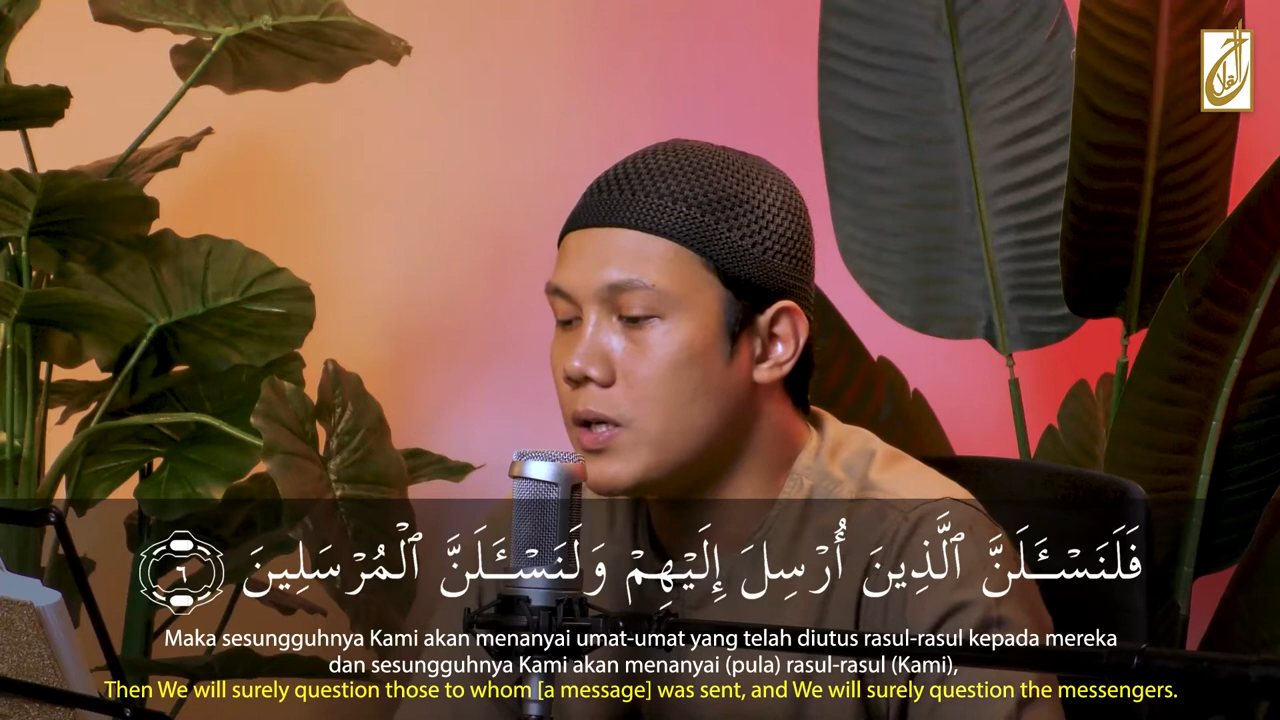 فَلَنَسْـَٔلَنَّ ٱلَّذِينَ أُرْسِلَ إِلَيْهِمْ وَلَنَسْـَٔلَنَّ ٱلْمُرْسَلِينَ ٦
Maka sesungguhnya Kami akan menanyai umat-umat yang telah diutus rasul-rasul kepada mereka
dan sesungguhnya Kami akan menanyai (pula) rasul-rasul (Kami),
Then We will surely question those to whom [a message] was sent, and We will surely question the messengers.